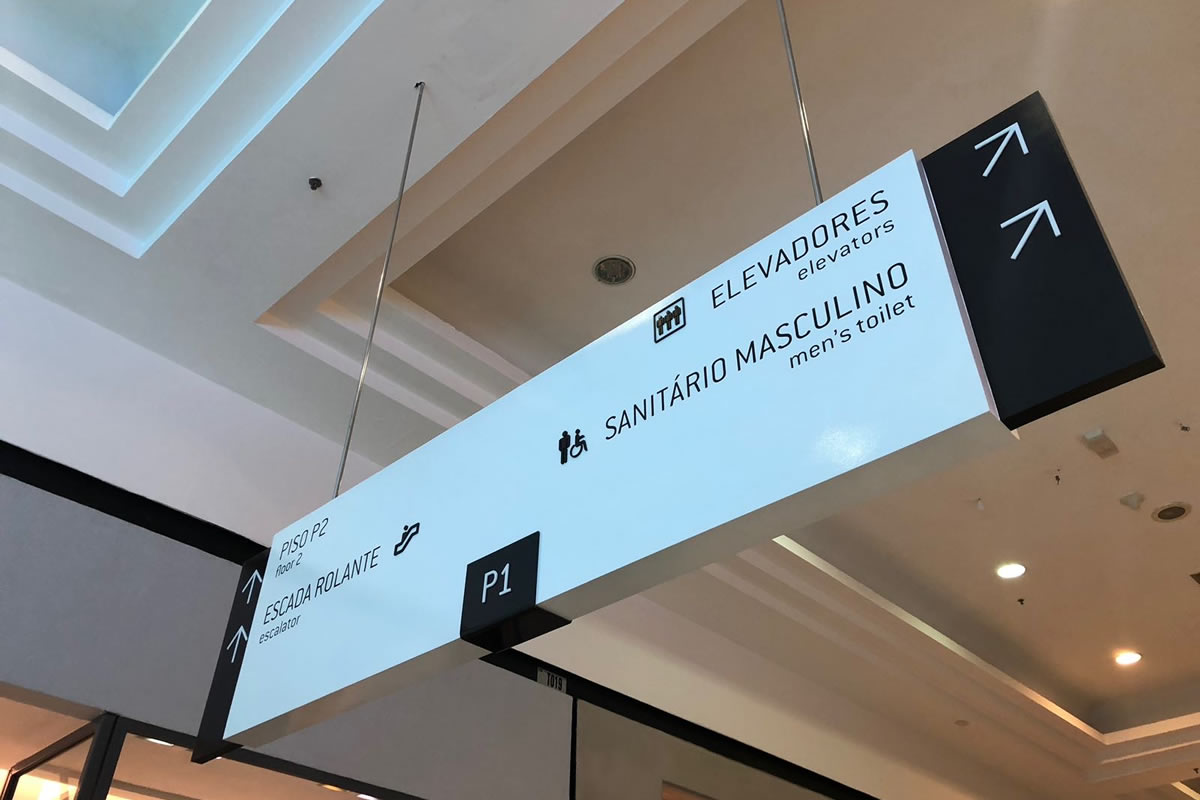 PISO P2
floor 2
ESCADA ROLANTE
escalator
P1
ELEVADORES
elevators
SANITÁRIO MASCULINO
men's toilet